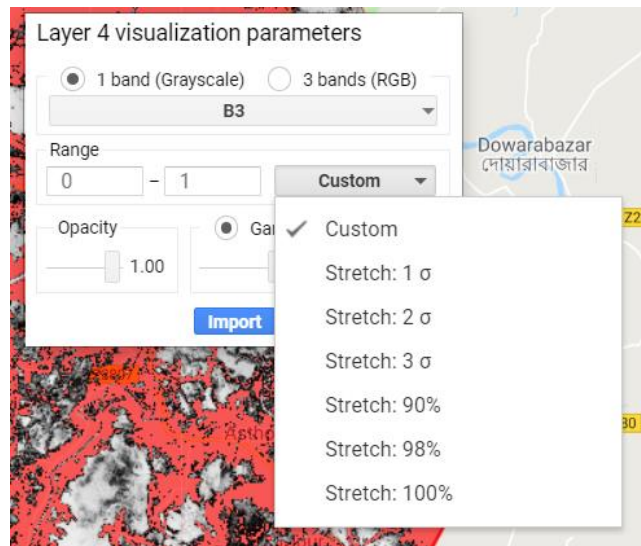 Layer 4 visualization parameters
1 band (Grayscale) 3 bands (RGB)
B3
Range
0 – 1 Custom
Opacity
1.00
Import
Custom
Stretch: 1 σ
Stretch: 2 σ
Stretch: 3 σ
Stretch: 90%
Stretch: 98%
Stretch: 100%
Dowarabazar
দোয়ারাবাজার
Z2